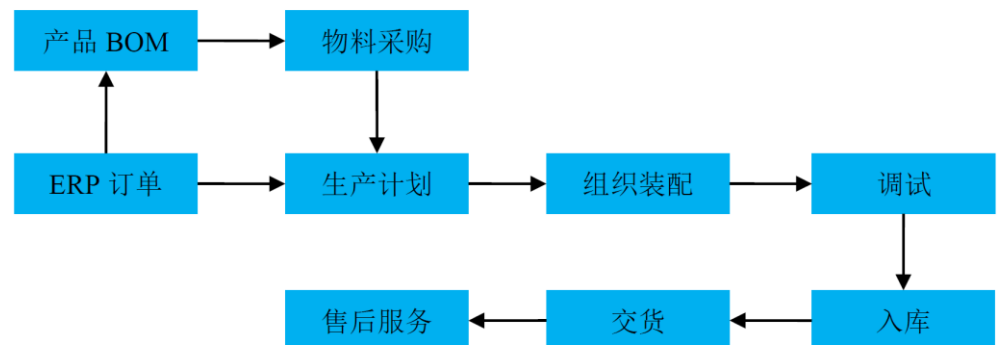 产品 BOM
物料采购
ERP 订单
生产计划
组织装配
调试
售后服务
交货
入库